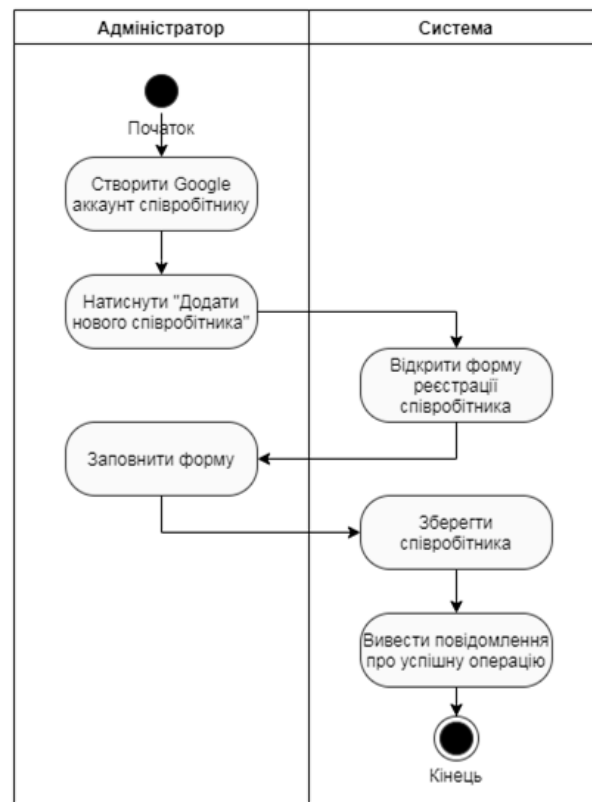 Адміністратор
Система
Початок
Створити Google
аккаунт співробітнику
Натиснути "Додати
нового співробітника"
Відкрити форму
реєстрації
співробітника
Заповнити форму
Зберегти
співробітника
Вивести повідомлення
про успішну операцію
Кінець